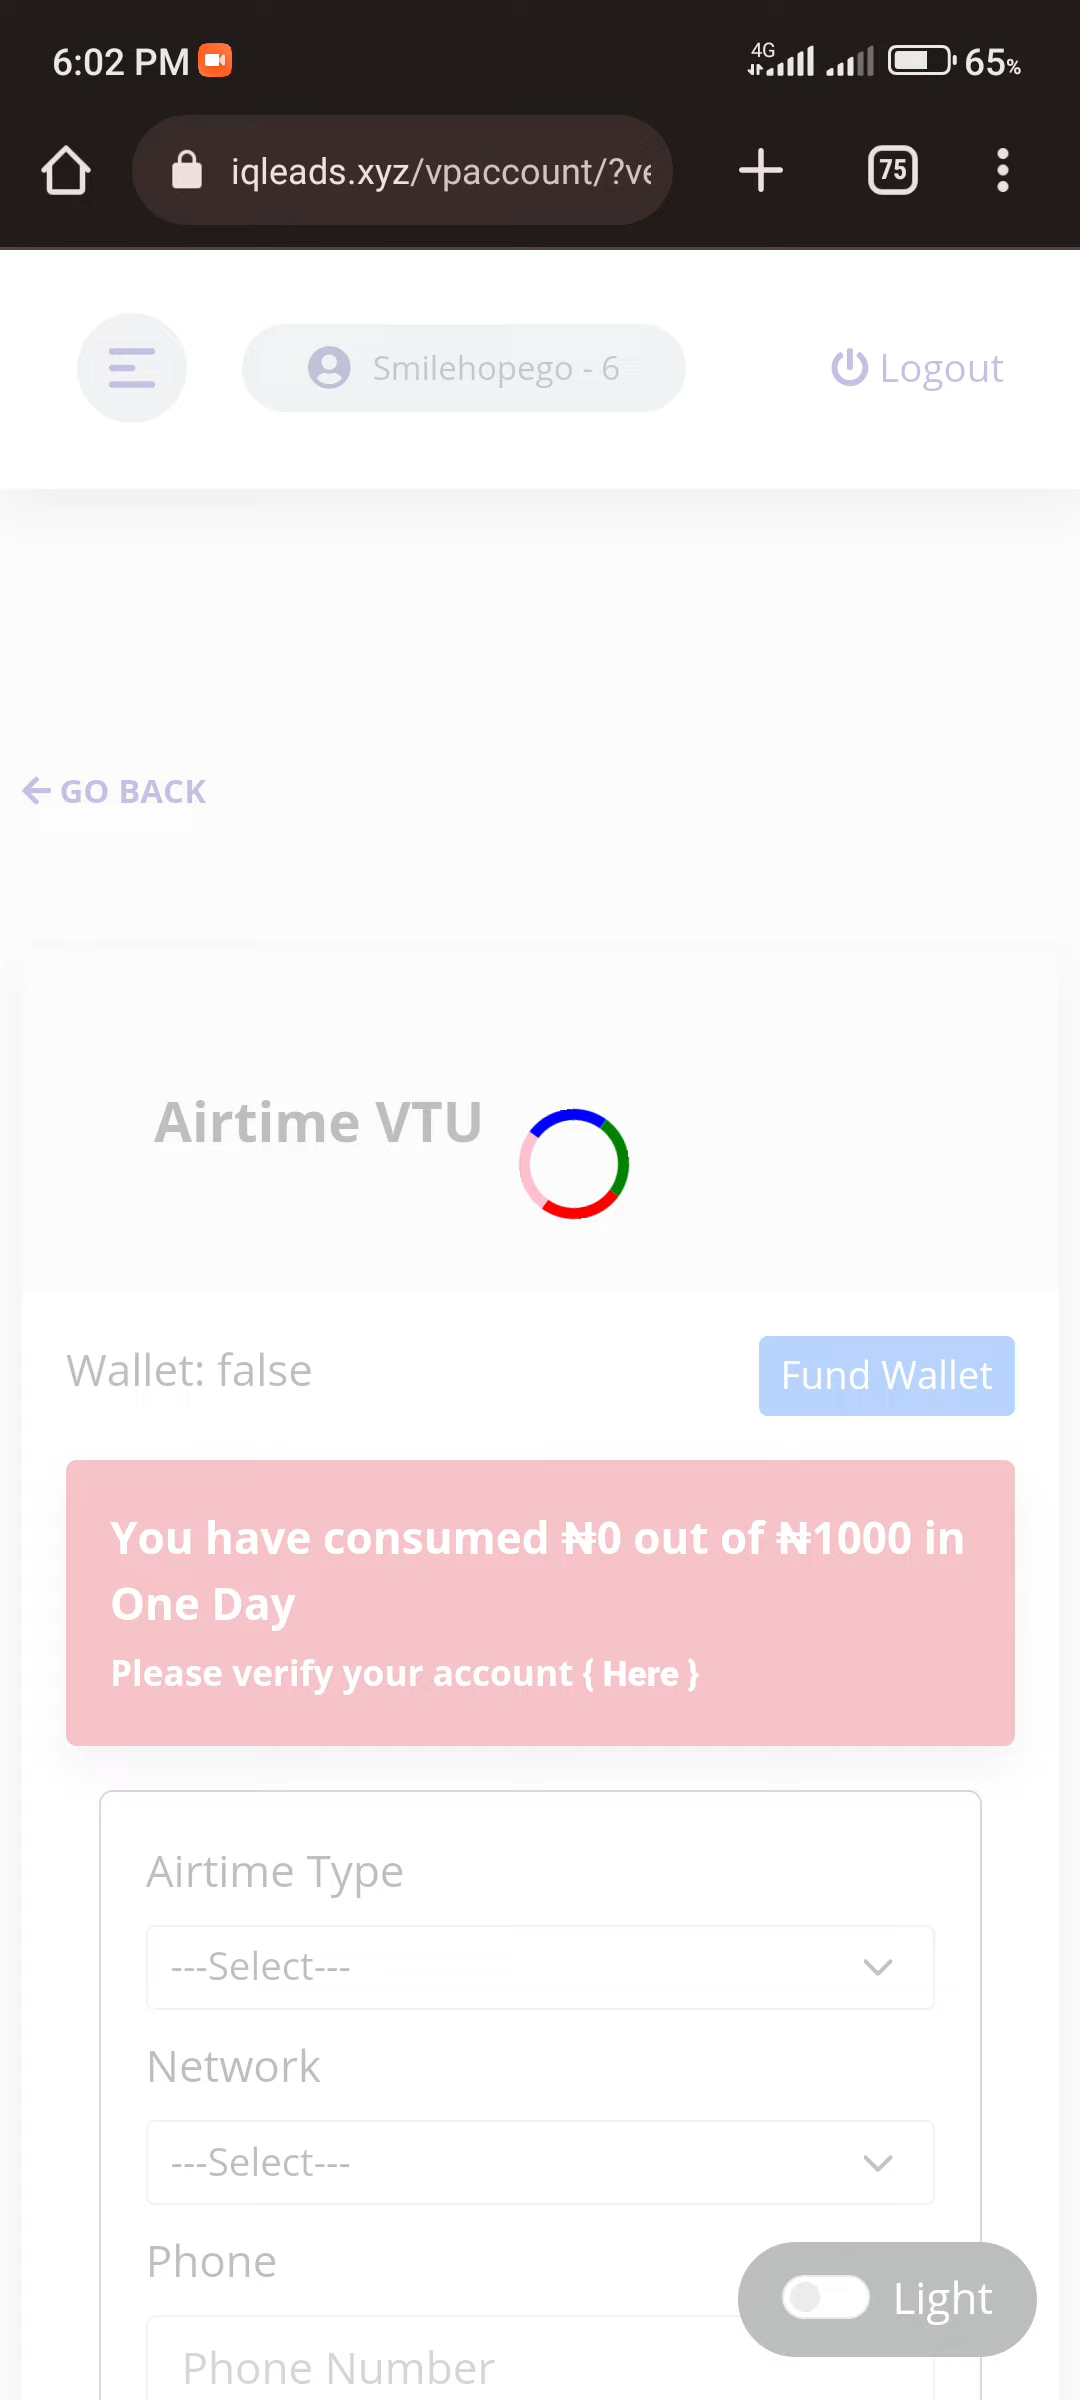 6:02 PM
4G
65%
iqleads.xyz/vpaccount/?ve
75
Smilehopego - 6
Logout
GO BACK
Airtime VTU
Wallet: false
Fund Wallet
You have consumed ₦0 out of ₦1000 in
One Day
Please verify your account { Here }
Airtime Type
---Select---
Network
---Select---
Phone
Light
Phone Number